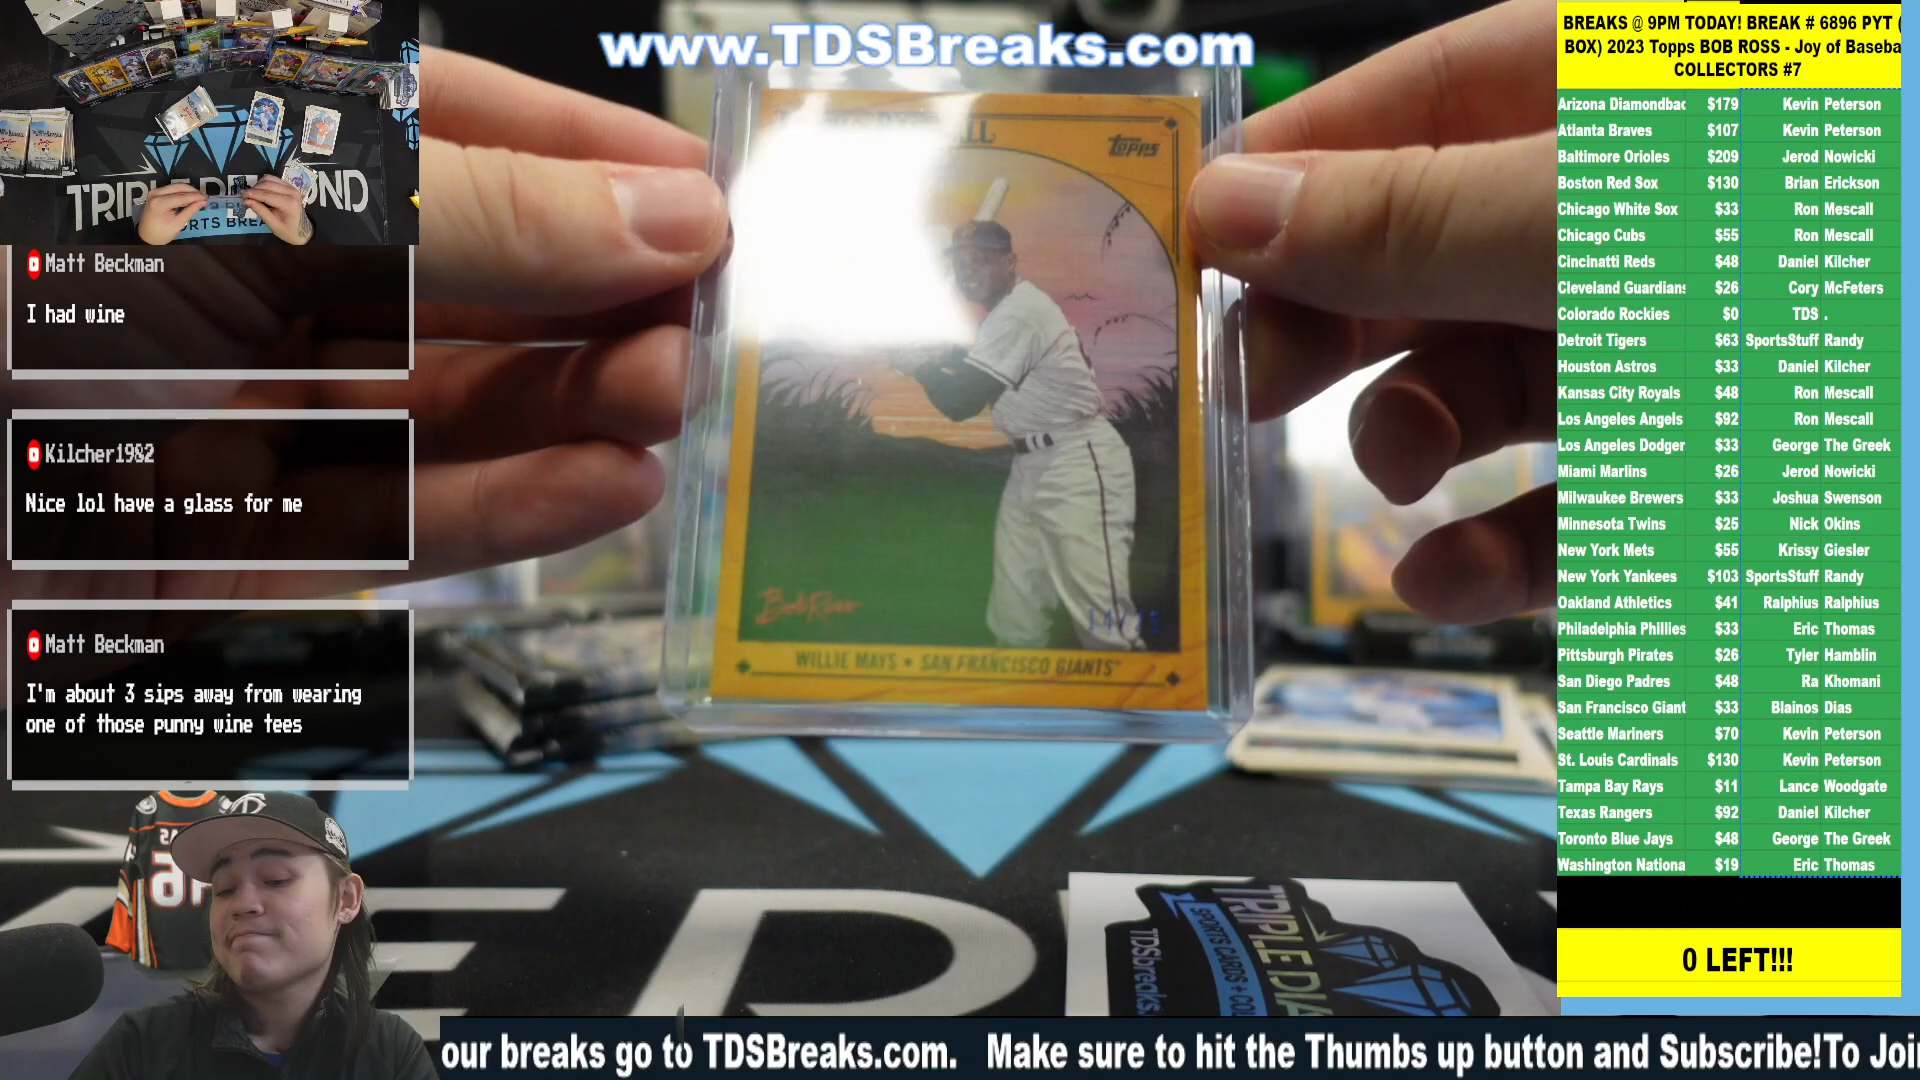 www.TDSBreaks.com
BREAKS @ 9PM TODAY! BREAK # 6896 PYT (
BOX) 2023 Topps BOB ROSS - Joy of Baseba
COLLECTORS #7
Arizona Diamondbac $179 Kevin Peterson
Atlanta Braves $107 Kevin Peterson
Baltimore Orioles $209 Jerod Nowicki
Boston Red Sox $130 Brian Erickson
Chicago White Sox $33 Ron Mescall
Chicago Cubs $55 Ron Mescall
Cincinatti Reds $48 Daniel Kilcher
Cleveland Guardians $26 Cory McFeters
Colorado Rockies $0 TDS .
Detroit Tigers $63 SportsStuff Randy
Houston Astros $33 Daniel Kilcher
Kansas City Royals $48 Ron Mescall
Los Angeles Angels $92 Ron Mescall
Los Angeles Dodger $33 George The Greek
Miami Marlins $26 Jerod Nowicki
Milwaukee Brewers $33 Joshua Swenson
Minnesota Twins $25 Nick Okins
New York Mets $55 Krissy Giesler
New York Yankees $103 SportsStuff Randy
Oakland Athletics $41 Ralphius Ralphius
Philadelphia Phillies $33 Eric Thomas
Pittsburgh Pirates $26 Tyler Hamblin
San Diego Padres $48 Ra Khomani
San Francisco Giant $33 Blainos Dias
Seattle Mariners $70 Kevin Peterson
St. Louis Cardinals $130 Kevin Peterson
Tampa Bay Rays $11 Lance Woodgate
Texas Rangers $92 Daniel Kilcher
Toronto Blue Jays $48 George The Greek
Washington Nationa $19 Eric Thomas
0 LEFT!!!
Matt Beckman
I had wine
Kilcher1982
Nice lol have a glass for me
Matt Beckman
I'm about 3 sips away from wearing
one of those punny wine tees
Topps
Bob Ross
WILLIE MAYS • SAN FRANCISCO GIANTS
TRIPLE DIA
SPORTS CARDS + CO
TDSbreaks.
our breaks go to TDSBreaks.com. Make sure to hit the Thumbs up button and Subscribe!To Joi